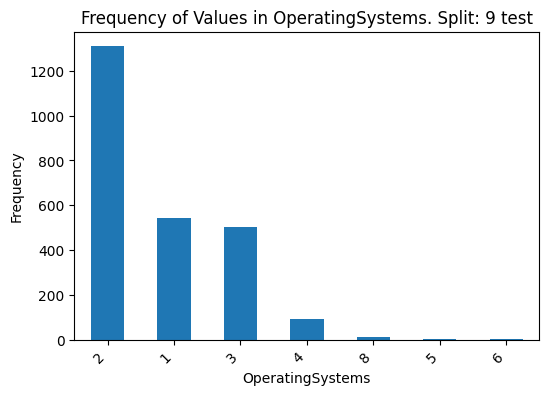 Frequency of Values in OperatingSystems. Split: 9 test
Frequency
1200
1000
800
600
400
200
0
2 1 3 4 8 5 6
OperatingSystems